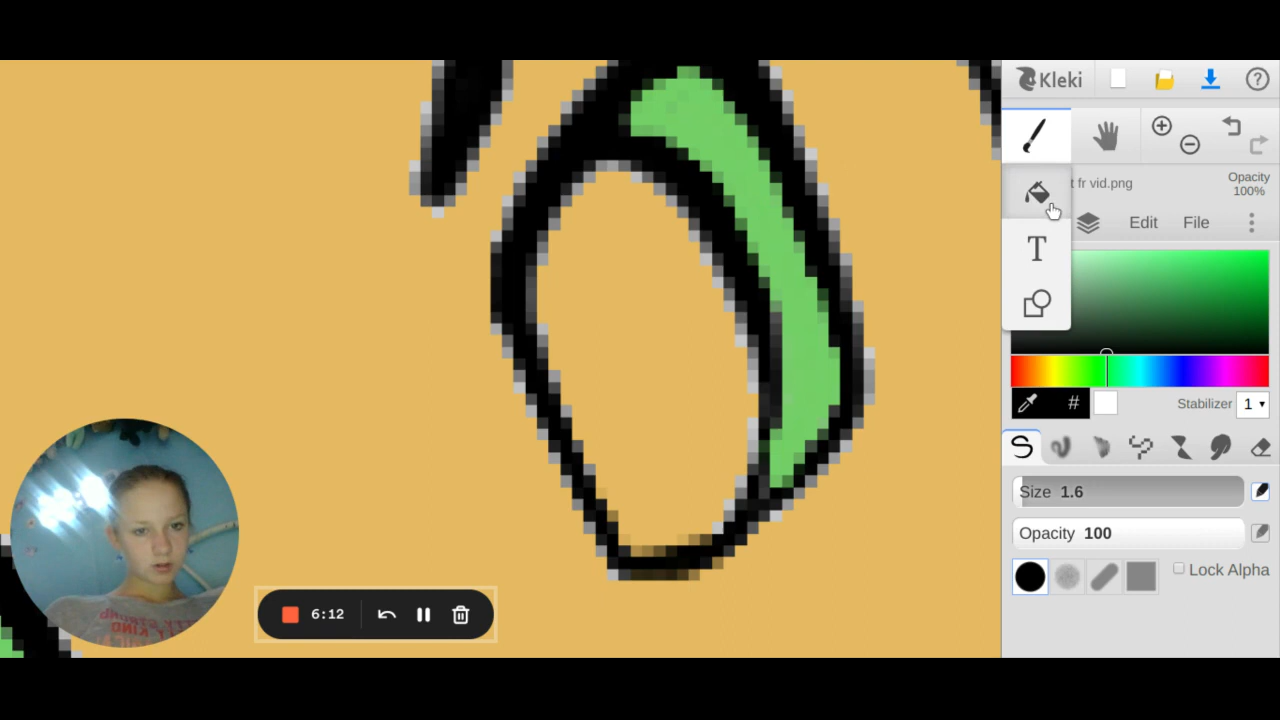 Kleki
t fr vid.png
Opacity
100%
T
Edit File
#
Stabilizer 1
Size 1.6
Opacity 100
Lock Alpha
6:12